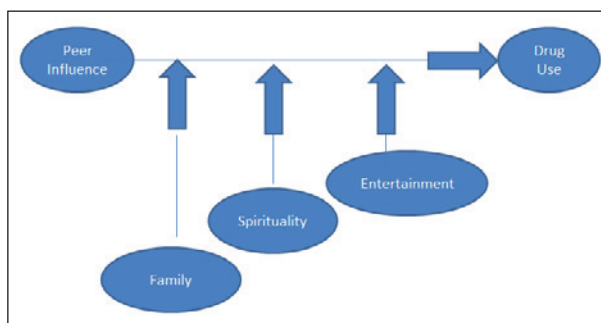 Peer
Influence
Drug
Use
Entertainment
Spirituality
Family